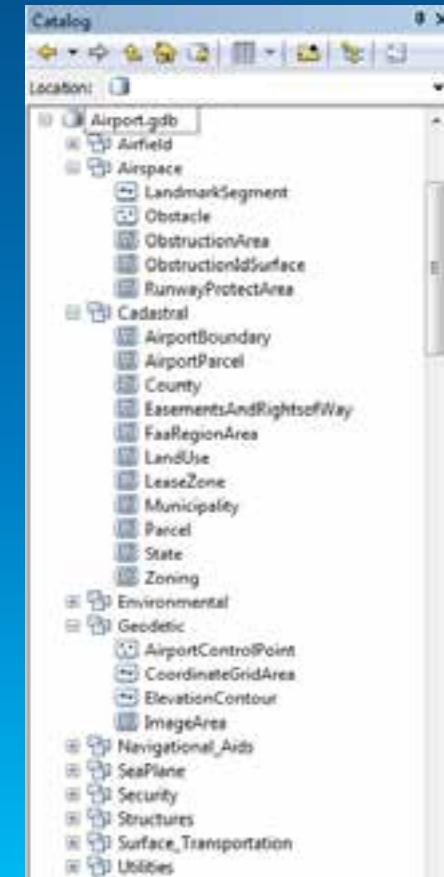 Catalog
Location:
Airport.gdb
Airfield
Airspace
LandmarkSegment
Obstacle
ObstructionArea
ObstructionIdSurface
RunwayProtectArea
Cadastral
AirportBoundary
AirportParcel
County
EasementsAndRightsofWay
FaaRegionArea
LandUse
LeaseZone
Municipality
Parcel
State
Zoning
Environmental
Geodetic
AirportControlPoint
CoordinateGridArea
ElevationContour
ImageArea
Navigational_Aids
SeaPlane
Security
Structures
Surface_Transportation
Utilities